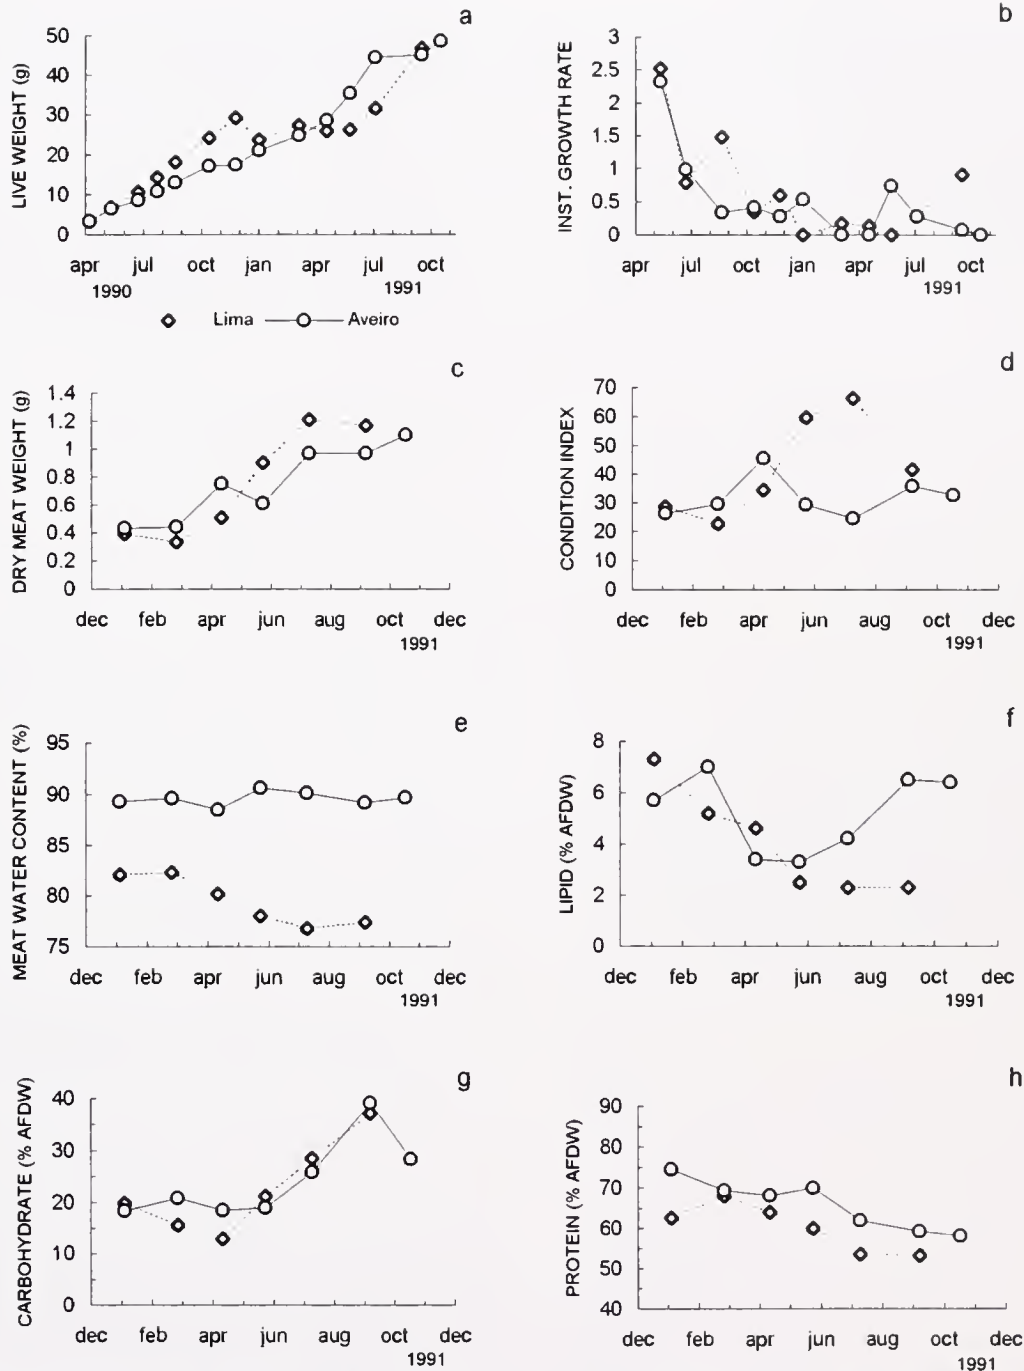 a
LIVE WEIGHT (g)
50
40
30
20
10
0
apr jul oct jan apr jul oct
1990 1991
b
INST. GROWTH RATE
3
2.5
2
1.5
1
0.5
0
apr jul oct jan apr jul oct
1991
Lima Aveiro
c
DRY MEAT WEIGHT (g)
1.4
1.2
1
0.8
0.6
0.4
0.2
0
dec feb apr jun aug oct dec
1991
d
CONDITION INDEX
70
60
50
40
30
20
10
0
dec feb apr jun aug oct dec
1991
e
MEAT WATER CONTENT (%)
95
90
85
80
75
dec feb apr jun aug oct dec
1991
f
LIPID (% AFDW)
8
6
4
2
0
dec feb apr jun aug oct dec
1991
g
CARBOHYDRATE (% AFDW)
40
30
20
10
0
dec feb apr jun aug oct dec
1991
h
PROTEIN (% AFDW)
90
80
70
60
50
40
dec feb apr jun aug oct dec
1991